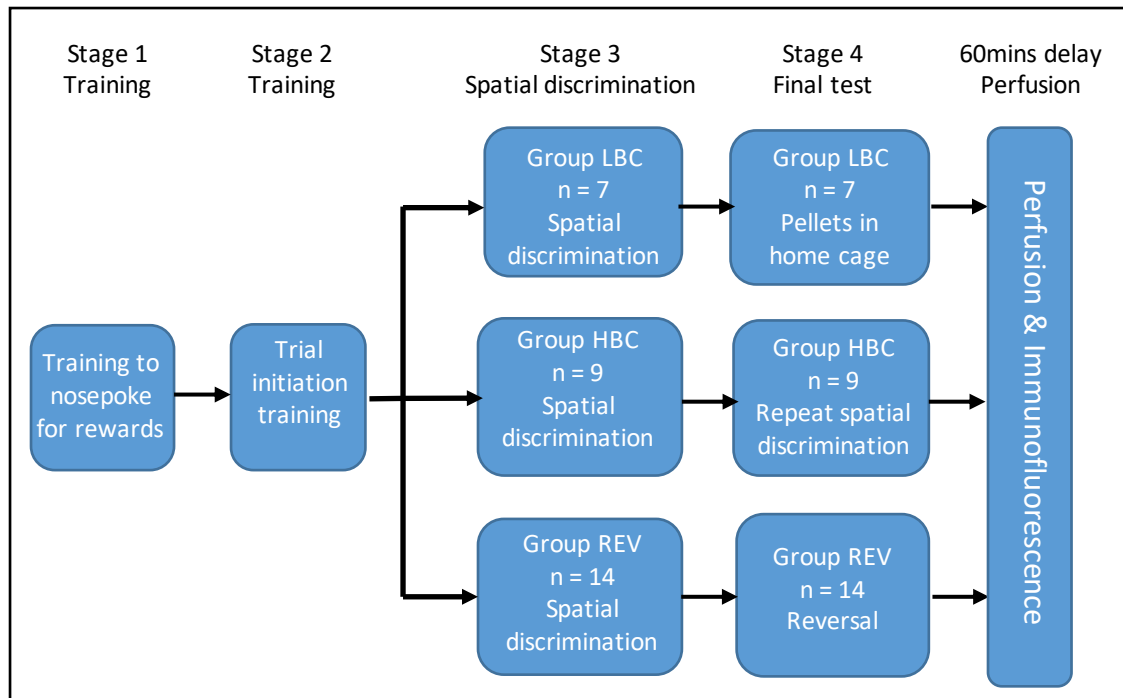 Stage 1
Training
Stage 2
Training
Stage 3
Spatial discrimination
Stage 4
Final test
60mins delay
Perfusion
Training to
nosepoke
for rewards
Trial
initiation
training
Group LBC
n = 7
Spatial
discrimination
Group LBC
n = 7
Pellets in
home cage
Group HBC
n = 9
Spatial
discrimination
Group HBC
n = 9
Repeat spatial
discrimination
Group REV
n = 14
Spatial
discrimination
Group REV
n = 14
Reversal
Perfusion & Immunofluorescence